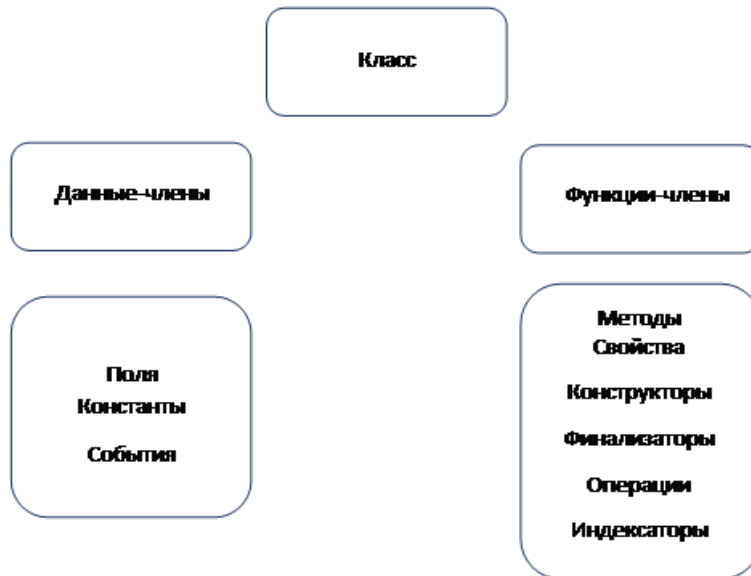 Класс
Данные-члены
Функции-члены
Поля
Константы
События
Методы
Свойства
Конструкторы
Финализаторы
Операции
Индексаторы